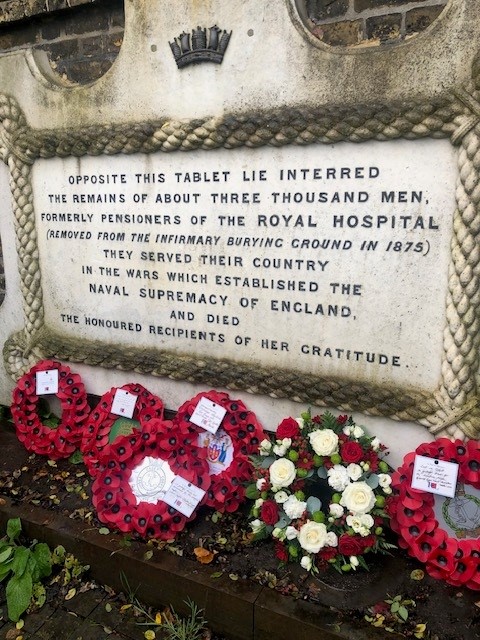 OPPOSITE THIS TABLET LIE INTERRED
THE REMAINS OF ABOUT THREE THOUSAND MEN,
FORMERLY PENSIONERS OF THE ROYAL HOSPITAL
(REMOVED FROM THE INFIRMARY BURYING GROUND IN 1875)
THEY SERVED THEIR COUNTRY
IN THE WARS WHICH ESTABLISHED THE
NAVAL SUPREMACY OF ENGLAND,
AND DIED
THE HONOURED RECIPIENTS OF HER GRATITUDE.